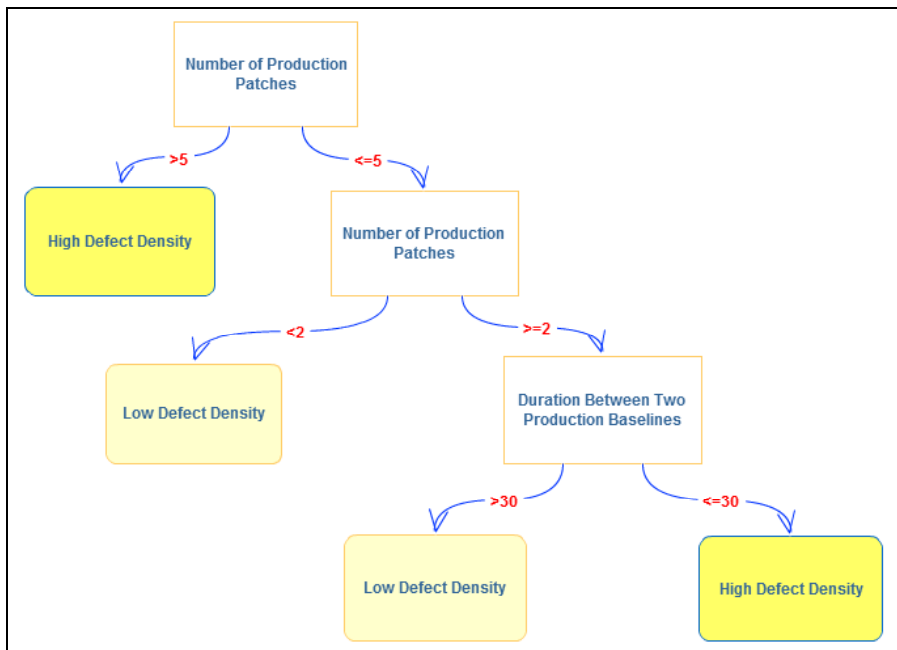 Number of Production
Patches
>5
<=5
High Defect Density
Number of Production
Patches
<2
>=2
Low Defect Density
Duration Between Two
Production Baselines
>30
<=30
Low Defect Density
High Defect Density